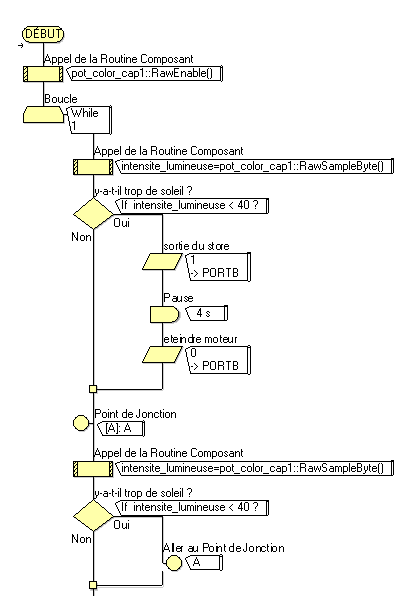 DÉBUT
Appel de la Routine Composant
pot_color_cap1::RawEnable()
Boucle
While
1
Appel de la Routine Composant
intensite_lumineuse=pot_color_cap1::RawSampleByte()
y-a-t-il trop de soleil ?
If intensite_lumineuse < 40 ?
Oui
Non
sortie du store
1
-> PORTB
Pause
4 s
eteindre moteur
0
-> PORTB
Point de Jonction
[A]: A
Appel de la Routine Composant
intensite_lumineuse=pot_color_cap1::RawSampleByte()
y-a-t-il trop de soleil ?
If intensite_lumineuse < 40 ?
Oui
Non
Aller au Point de Jonction
A